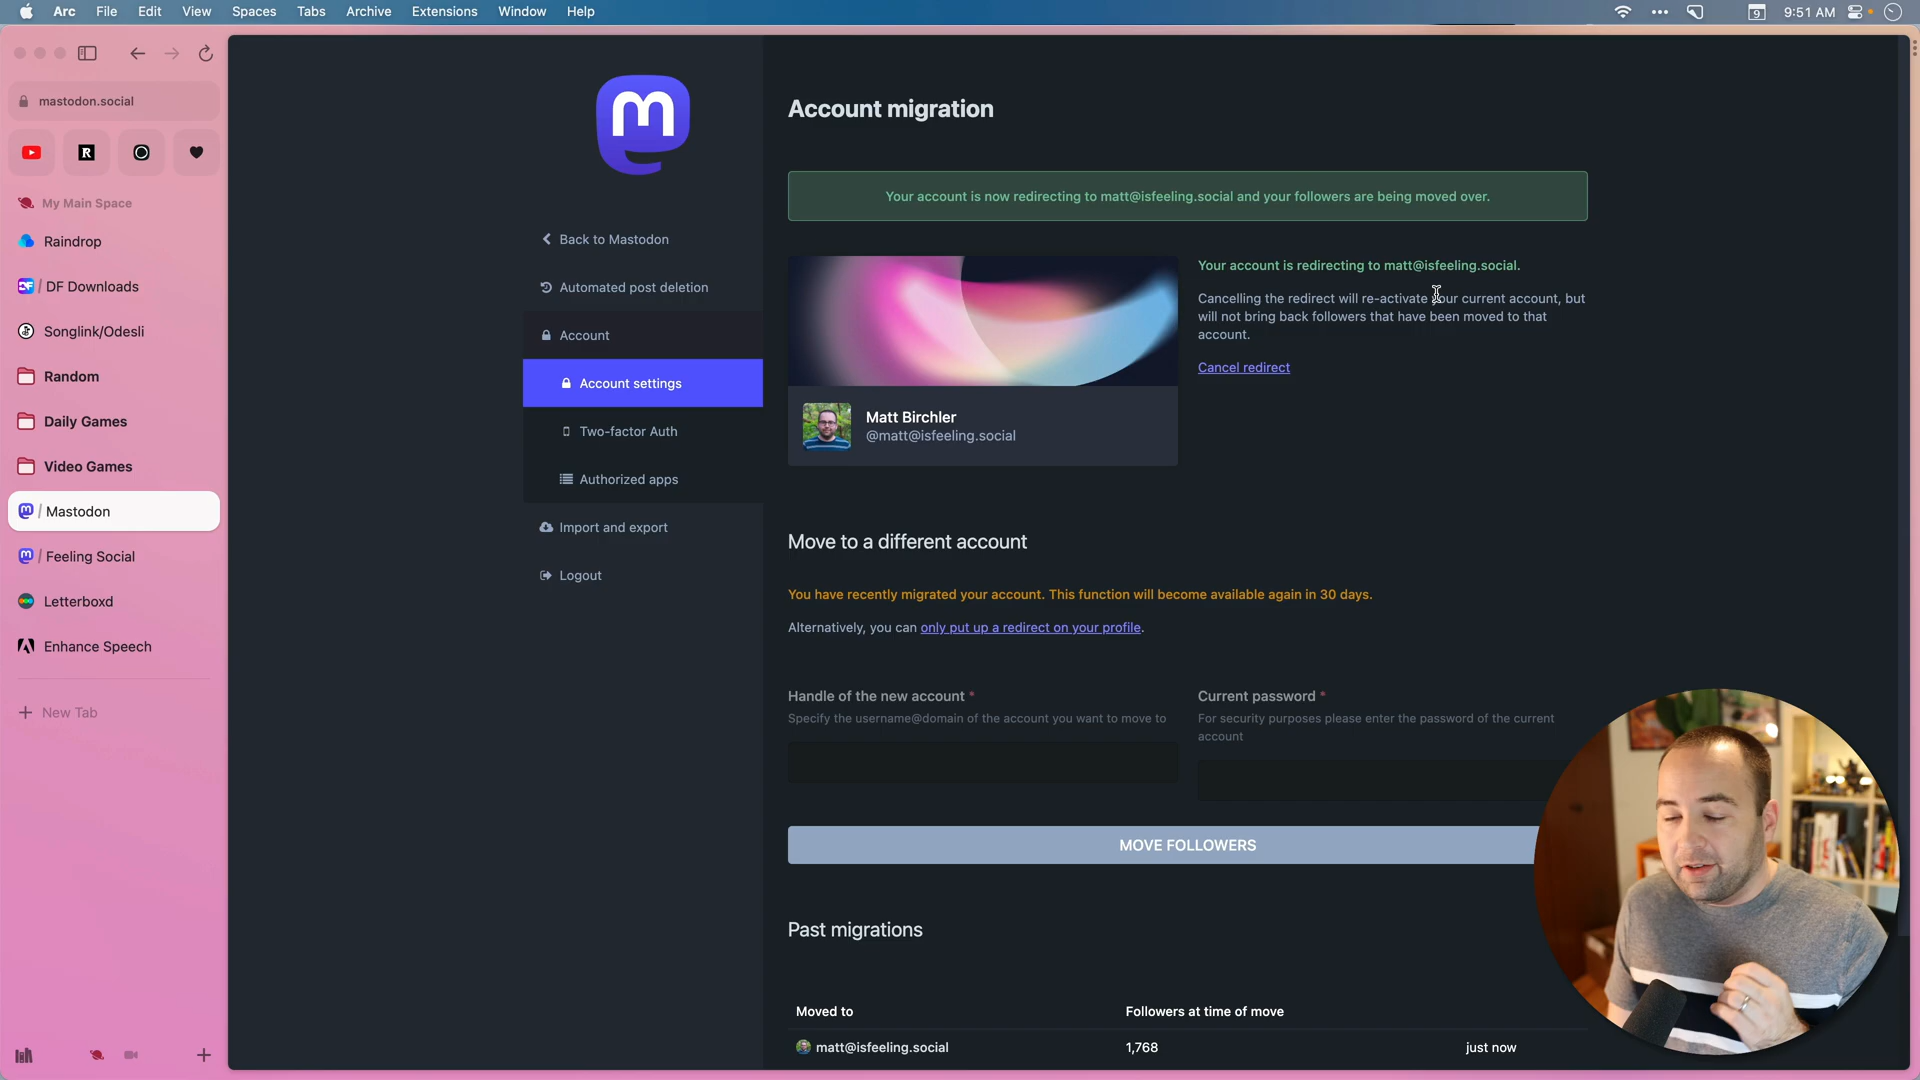 Arc File Edit View Spaces Tabs Archive Extensions Window Help
9
9:51 AM
mastodon.social
R
My Main Space
Raindrop
DF / DF Downloads
Songlink/Odesli
Random
Daily Games
Video Games
/ Mastodon
/ Feeling Social
Letterboxd
Enhance Speech
+ New Tab
Back to Mastodon
Automated post deletion
Account
Account settings
Two-factor Auth
Authorized apps
Import and export
Logout
Account migration
Your account is now redirecting to matt@isfeeling.social and your followers are being moved over.
Matt Birchler
@matt@isfeeling.social
Your account is redirecting to matt@isfeeling.social.
Cancelling the redirect will re-activate your current account, but
will not bring back followers that have been moved to that
account.
Cancel redirect
Move to a different account
You have recently migrated your account. This function will become available again in 30 days.
Alternatively, you can only put up a redirect on your profile.
Handle of the new account *
Specify the username@domain of the account you want to move to
Current password *
For security purposes please enter the password of the current
account
MOVE FOLLOWERS
Past migrations
Moved to Followers at time of move
matt@isfeeling.social 1,768 just now